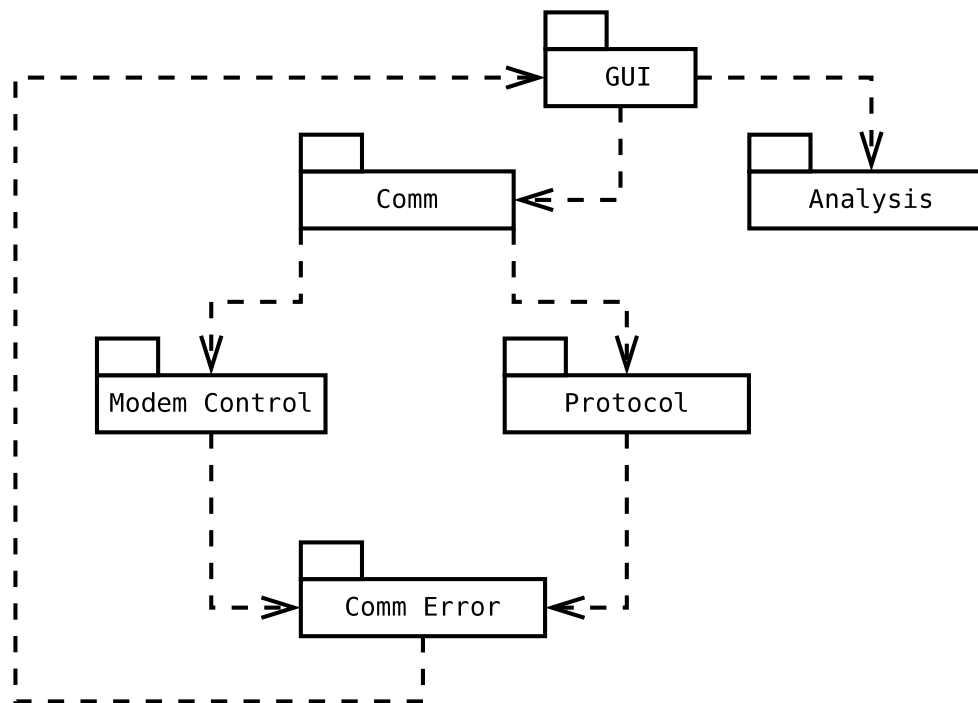 GUI
Comm
Analysis
Modem Control
Protocol
Comm Error